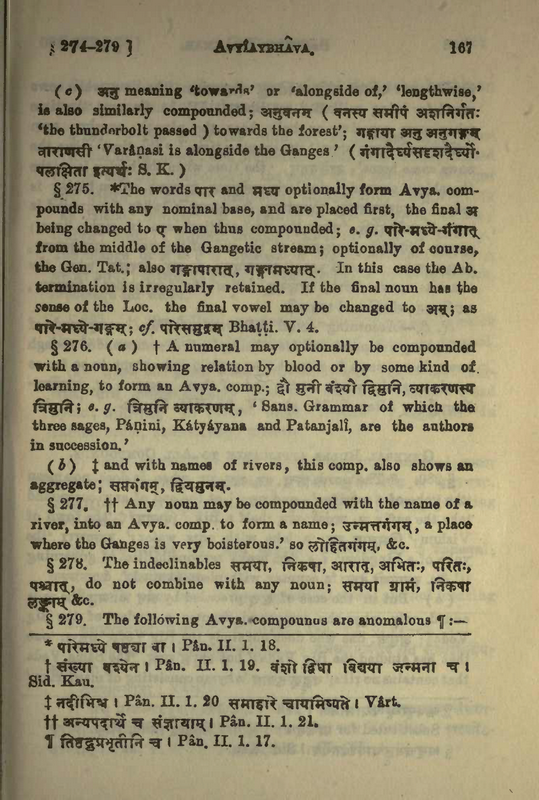 § 274–279 ] AVYÎAYBHÂVA. 167
(c) अनु meaning ‘towards’ or ‘alongside of,’ ‘lengthwise,’
is also similarly compounded; अनुवनम् ( वनस्य समीपं अशनिर्गतः
‘the thunderbolt passed ) towards the forest’; गङ्गाया अनु अनुगङ्गम्
वाराणसी ‘Varânasi is alongside the Ganges’ ( गंगादैर्घ्यसदृशदैर्घ्यो-
पलक्षिता इत्यर्थः S. K. )
§ 275. *The words पार and मध्य optionally form Avya. com-
pounds with any nominal base, and are placed first, the final अ
being changed to ए when thus compounded; e. g. पारे-मध्ये-गंगात्
from the middle of the Gangetic stream; optionally of course,
the Gen. Tat.; also गङ्गापारात्, गङ्गामध्यात्. In this case the Ab.
termination is irregularly retained. If the final noun has the
sense of the Loc. the final vowel may be changed to अम्; as
पारे-मध्ये-गङ्गम्; cf. पारेसमुद्रम् Bhaṭṭi. V. 4.
§ 276. (a) † A numeral may optionally be compounded
with a noun, showing relation by blood or by some kind of
learning, to form an Avya. comp.; द्वौ मुनी वंश्यौ द्विमुनि, व्याकरणस्य
त्रिमुनि; e. g. त्रिमुनि व्याकरणम्, ‘Sans. Grammar of which the
three sages, Pánini, Kátyáyana and Patanjalî, are the authors
in succession.’
(b) ‡ and with names of rivers, this comp. also shows an
aggregate; सप्तगंगम्, द्वियमुनम्.
§ 277. †† Any noun may be compounded with the name of a
river, into an Avya. comp. to form a name; उन्मत्तगंगम्, a place
where the Ganges is very boisterous.’ so लोहितगंगम्, &c.
§ 278. The indeclinables समया, निकषा, आरात्, अभितः, परितः,
पश्चात्, do not combine with any noun; समया ग्रामं, निकषा
लङ्काम् &c.
§ 279. The following Avya. compounds are anomalous ¶ :—
* पारेमध्ये षष्ठ्या वा । Pân. II. 1. 18.
† संख्या वंश्येन । Pân. II. 1. 19. वंशो द्विधा विद्यया जन्मना च ।
Sid. Kau.
‡ नदीभिश्च । Pân. II. 1. 20 समाहारे चायमिष्यते । Vârt.
†† अन्यपदार्थे च संज्ञायाम् । Pân. II. 1. 21.
¶ तिष्ठद्गुप्रभृतीनि च । Pân. II. 1. 17.